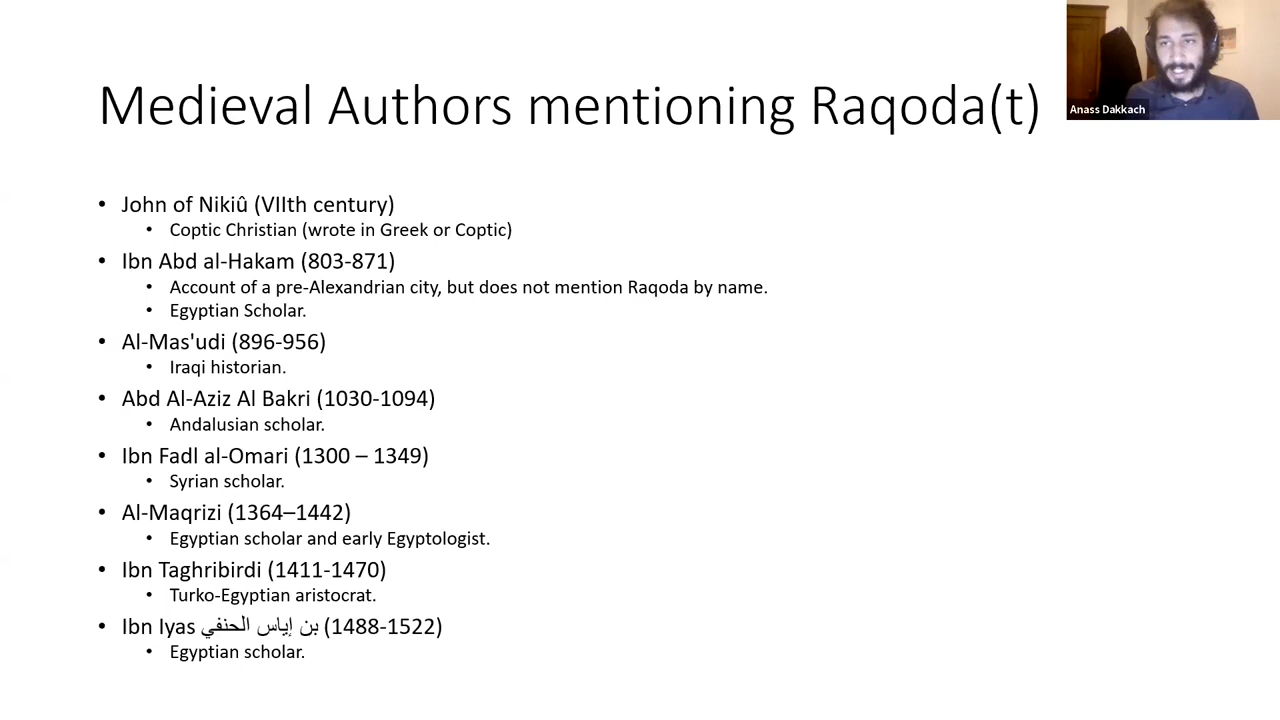 Medieval Authors mentioning Raqoda(t)
Anass Dakkach
• John of Nikiû (VIIth century)
• Coptic Christian (wrote in Greek or Coptic)
• Ibn Abd al-Hakam (803-871)
• Account of a pre-Alexandrian city, but does not mention Raqoda by name.
• Egyptian Scholar.
• Al-Mas'udi (896-956)
• Iraqi historian.
• Abd Al-Aziz Al Bakri (1030-1094)
• Andalusian scholar.
• Ibn Fadl al-Omari (1300 – 1349)
• Syrian scholar.
• Al-Maqrizi (1364–1442)
• Egyptian scholar and early Egyptologist.
• Ibn Taghribirdi (1411-1470)
• Turko-Egyptian aristocrat.
• Ibn Iyas بن إياس الحنفي (1488-1522)
• Egyptian scholar.